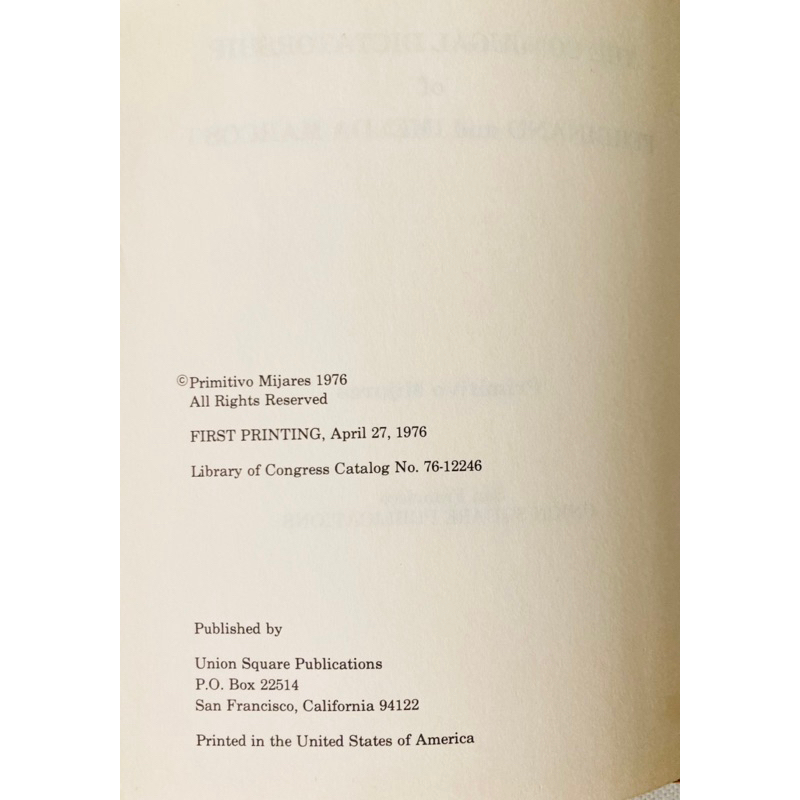 ©Primitivo Mijares 1976
All Rights Reserved
FIRST PRINTING, April 27, 1976
Library of Congress Catalog No. 76-12246
Published by
Union Square Publications
P.O. Box 22514
San Francisco, California 94122
Printed in the United States of America